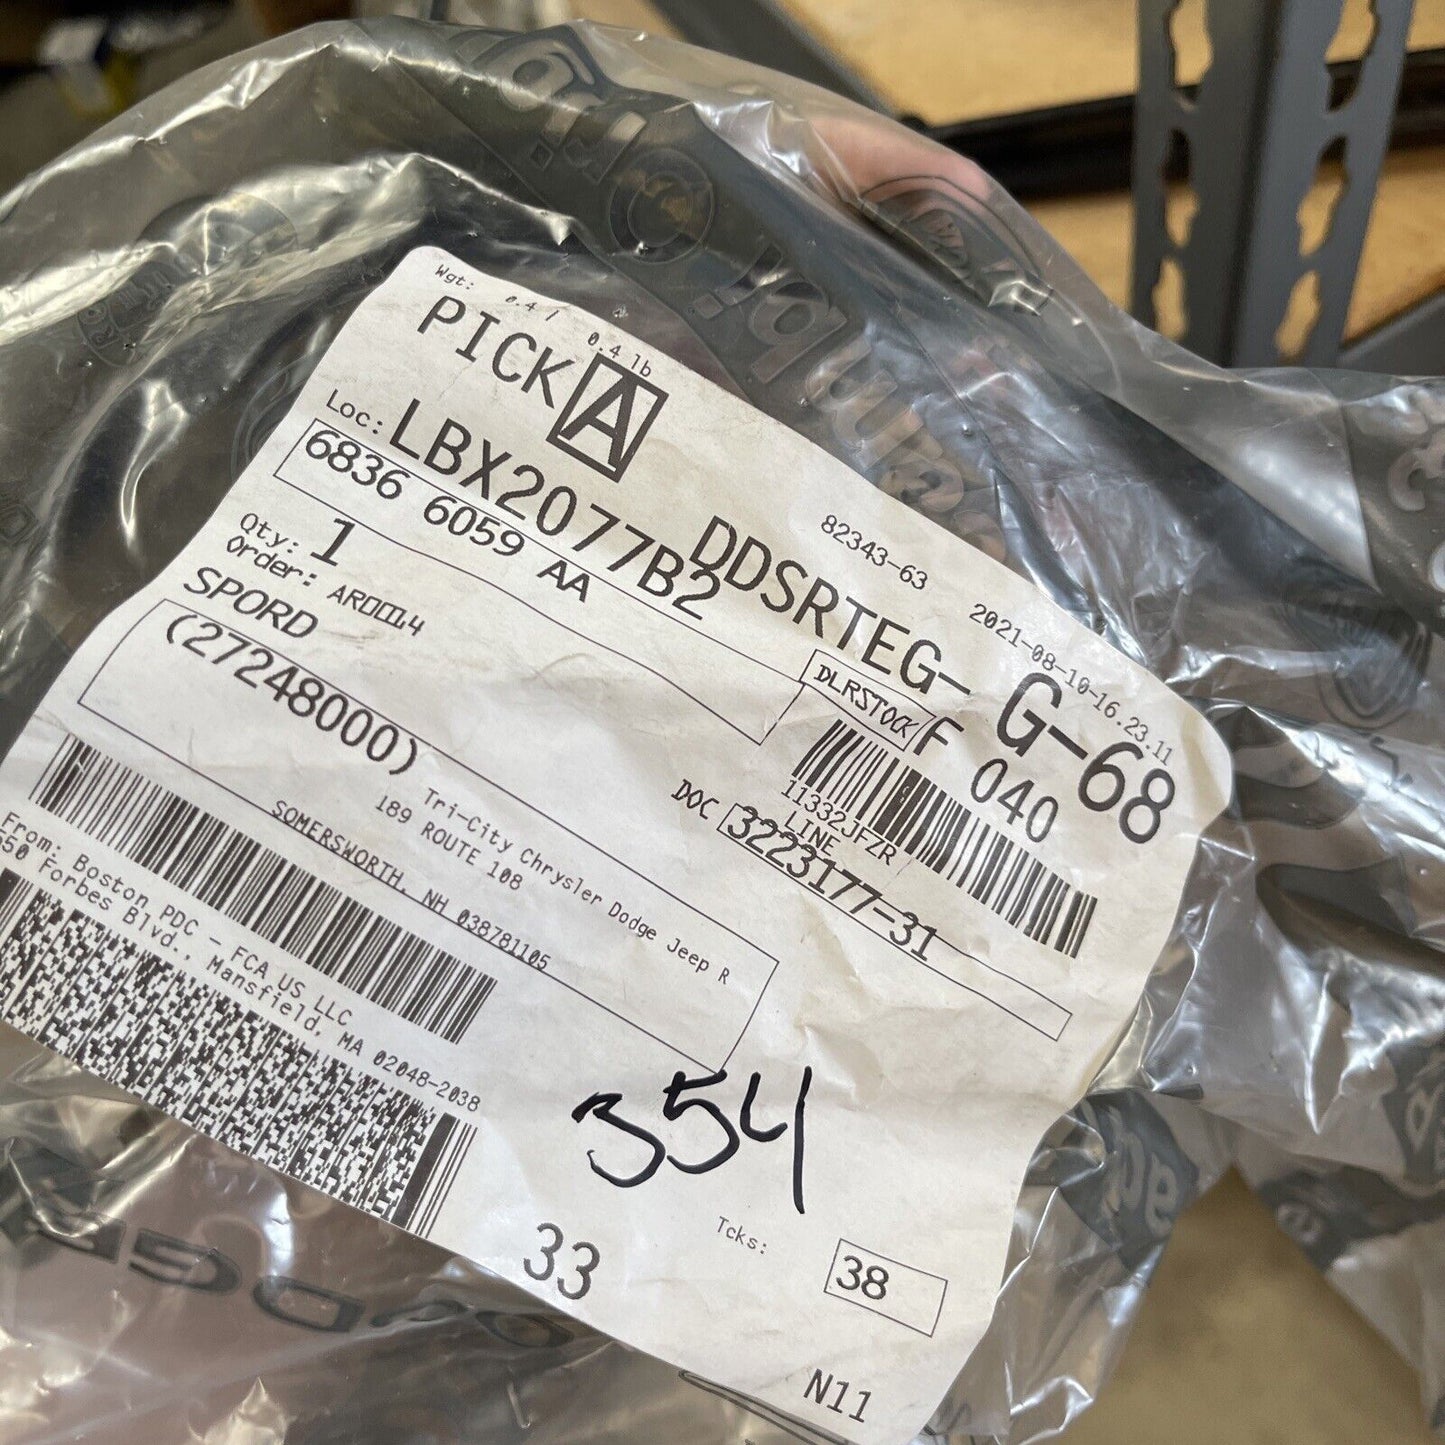 Wgt: 0.4 / 0.4 lb
PICK A
Loc: LBX2077B2
6836 6059 AA
Qty: 1
Order:
SPORD
(27248000)
82343-63
2021-08-10-16.23.11
DDSRTEG- G-68
DLRSTOCK F 040
11332JFZR
LINE
DOC 3223177-31
Tri-City Chrysler Dodge Jeep R
189 ROUTE 108
SOMERSWORTH, NH 038781105
From: Boston PDC - FCA US LLC
550 Forbes Blvd., Mansfield, MA 02048-2038
354
33
Tcks: 38
N11